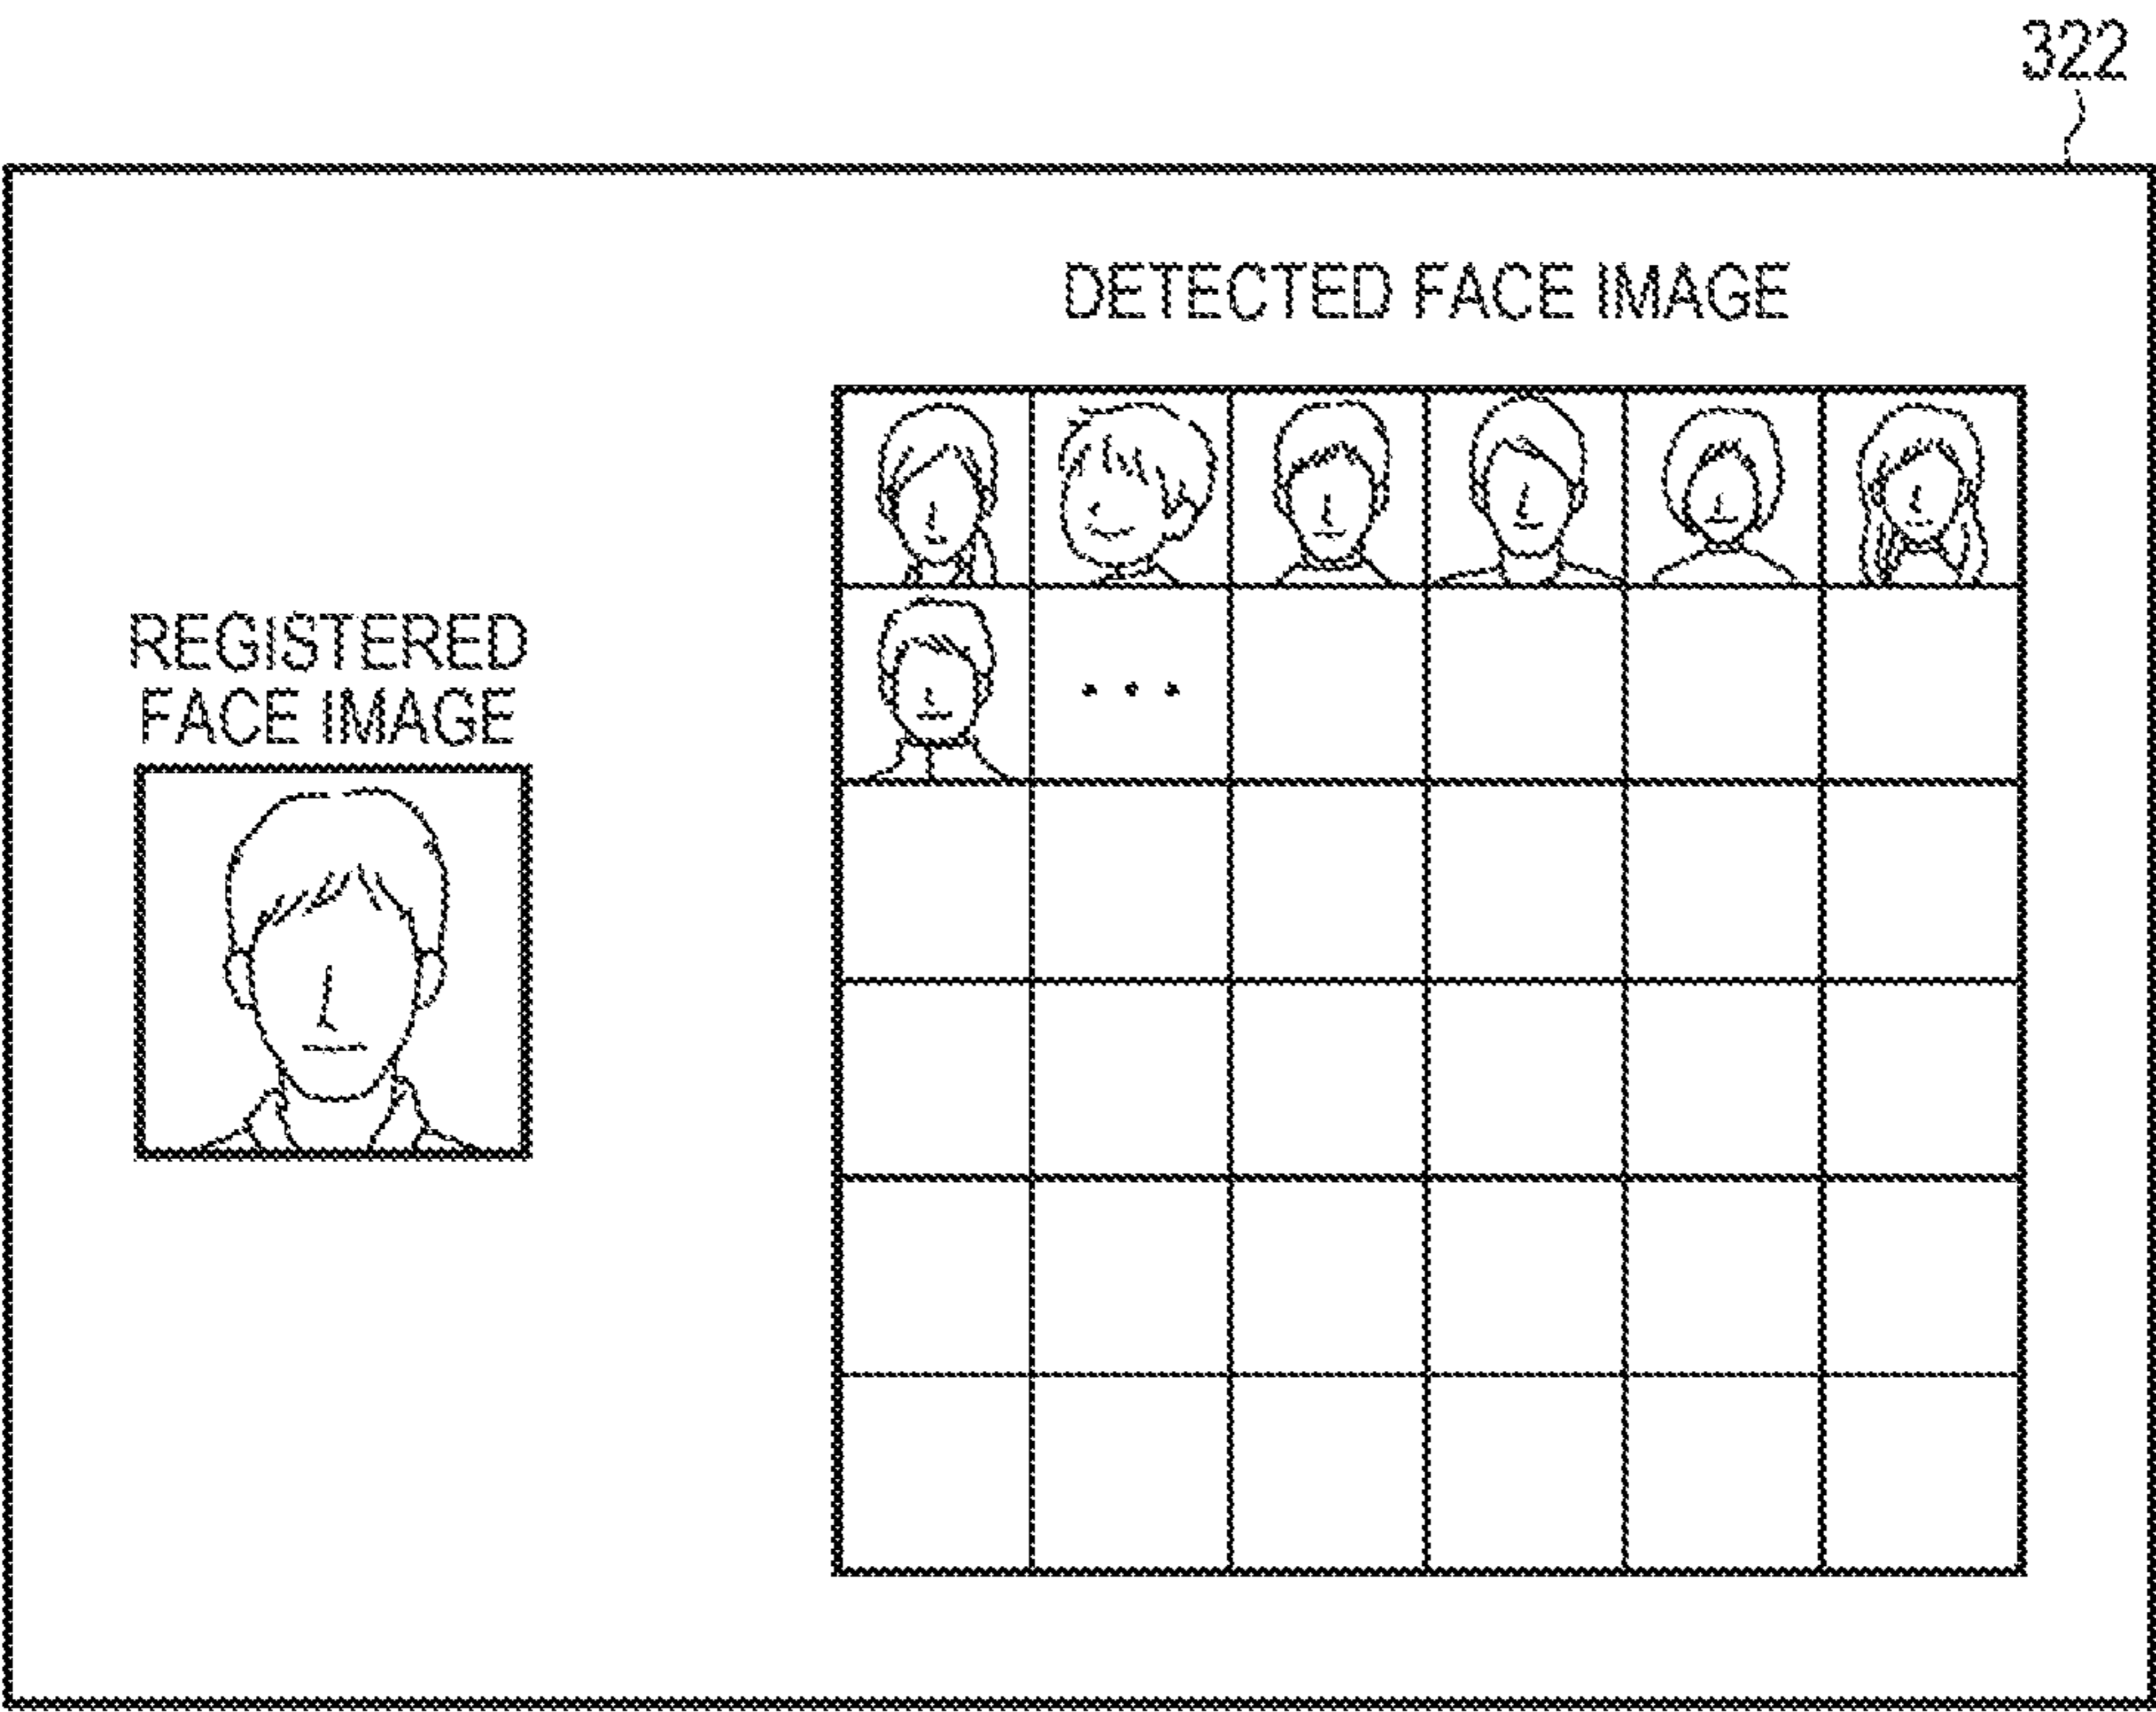 322
DETECTED FACE IMAGE
REGISTERED
FACE IMAGE
...